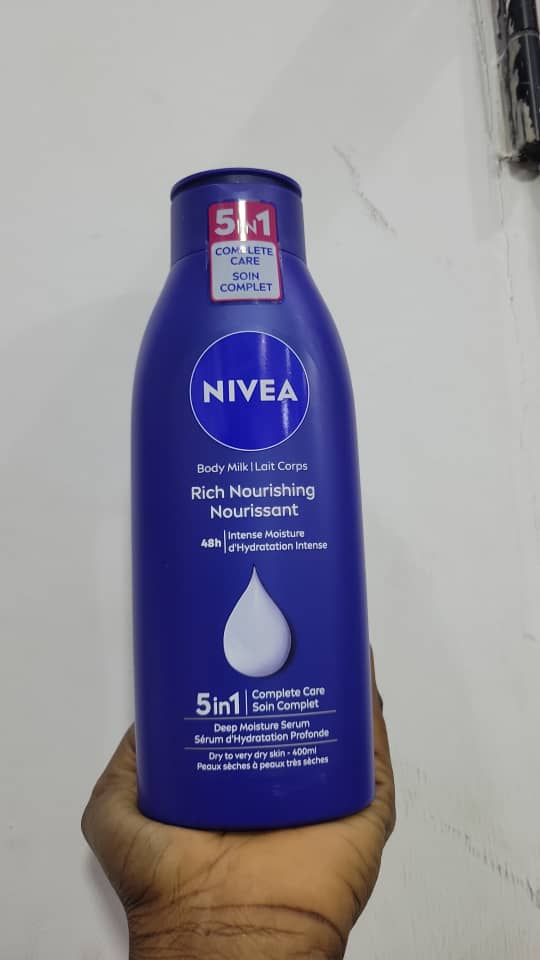 5IN1
COMPLETE
CARE
SOIN
COMPLET
NIVEA
Body Milk | Lait Corps
Rich Nourishing
Nourissant
48h | Intense Moisture
d'Hydratation Intense
5in1 | Complete Care
Soin Complet
Deep Moisture Serum
Sérum d'Hydratation Profonde
Dry to very dry skin - 400ml
Peaux sèches à peaux très sèches